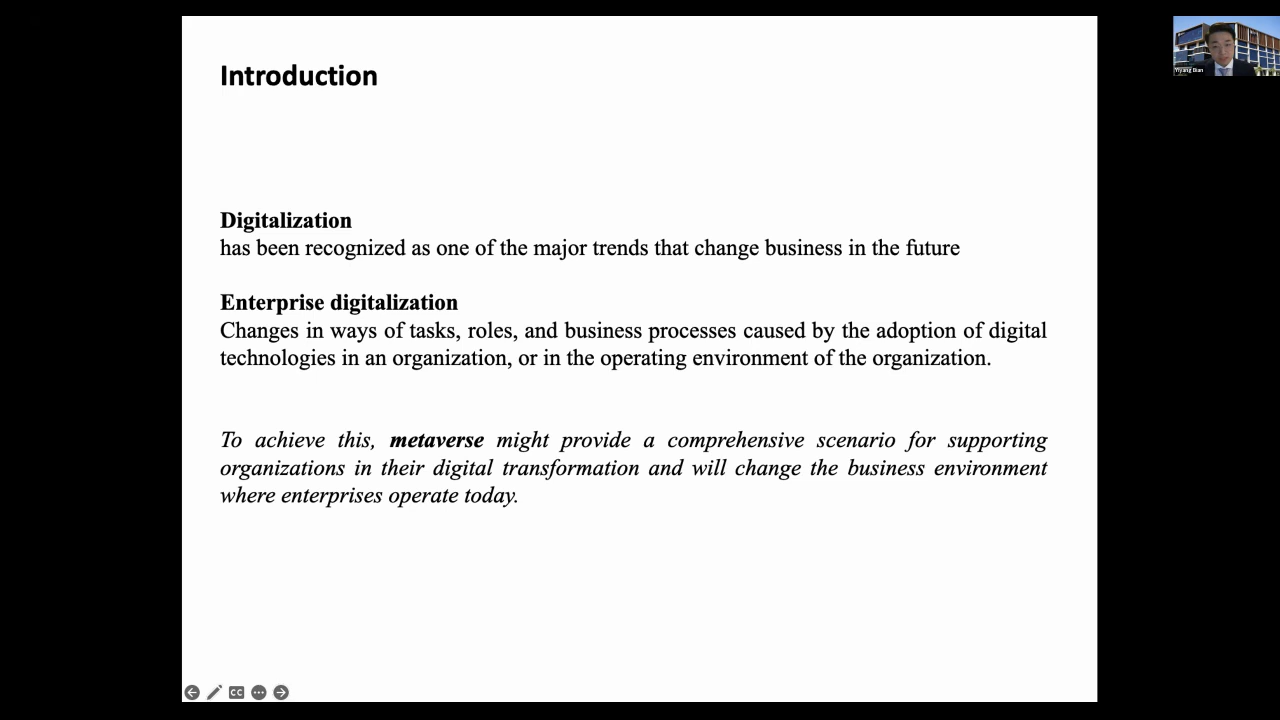 Introduction
Yiyang Bian
Digitalization
has been recognized as one of the major trends that change business in the future
Enterprise digitalization
Changes in ways of tasks, roles, and business processes caused by the adoption of digital
technologies in an organization, or in the operating environment of the organization.
To achieve this, metaverse might provide a comprehensive scenario for supporting
organizations in their digital transformation and will change the business environment
where enterprises operate today.
CC